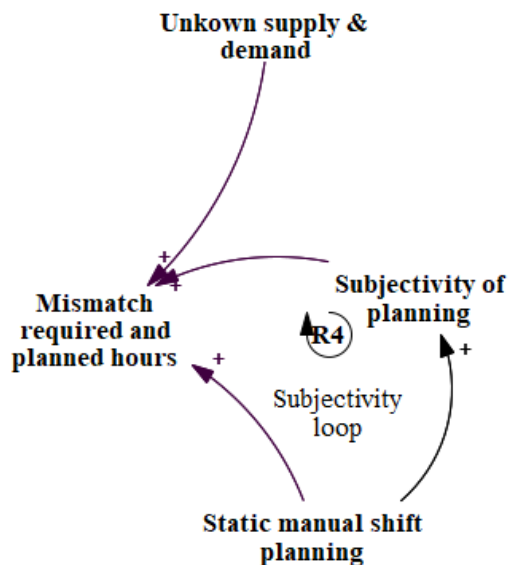 Unkown supply &
demand
+
+
Mismatch
required and
planned hours
+
Subjectivity of
planning
+
R4
Subjectivity
loop
Static manual shift
planning